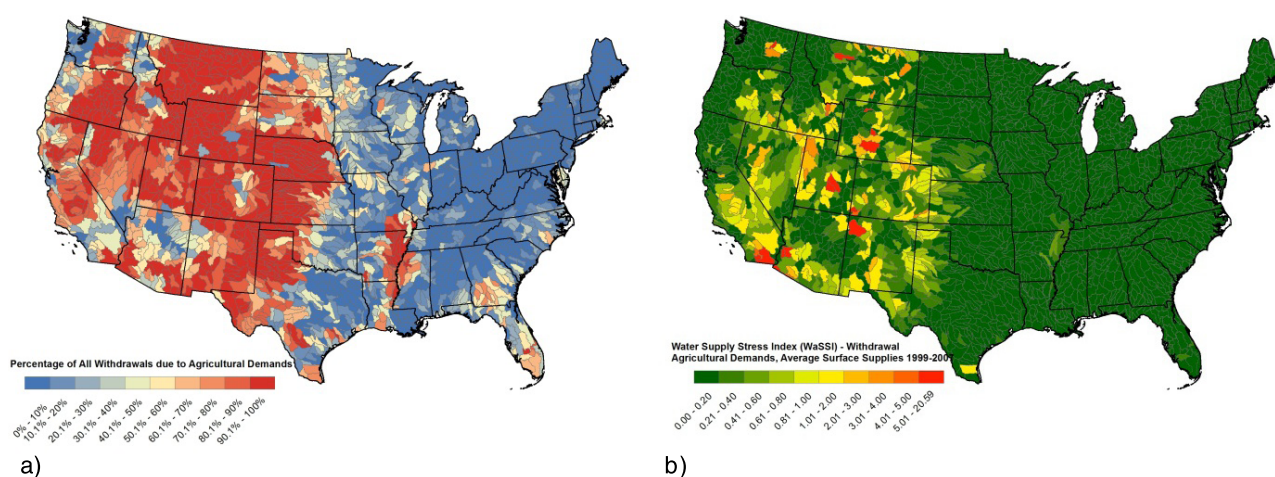 Percentage of All Withdrawals due to Agricultural Demands
0% - 10%
10.1% - 20%
20.1% - 30%
30.1% - 40%
40.1% - 50%
50.1% - 60%
60.1% - 70%
70.1% - 80%
80.1% - 90%
90.1% - 100%
a)
Water Supply Stress Index (WaSSI) - Withdrawal
Agricultural Demands, Average Surface Supplies 1999-200
0.00 - 0.20
0.21 - 0.40
0.41 - 0.60
0.61 - 0.80
0.81 - 1.00
1.01 - 2.00
2.01 - 3.00
3.01 - 4.00
4.01 - 5.00
5.01 - 20.59
b)